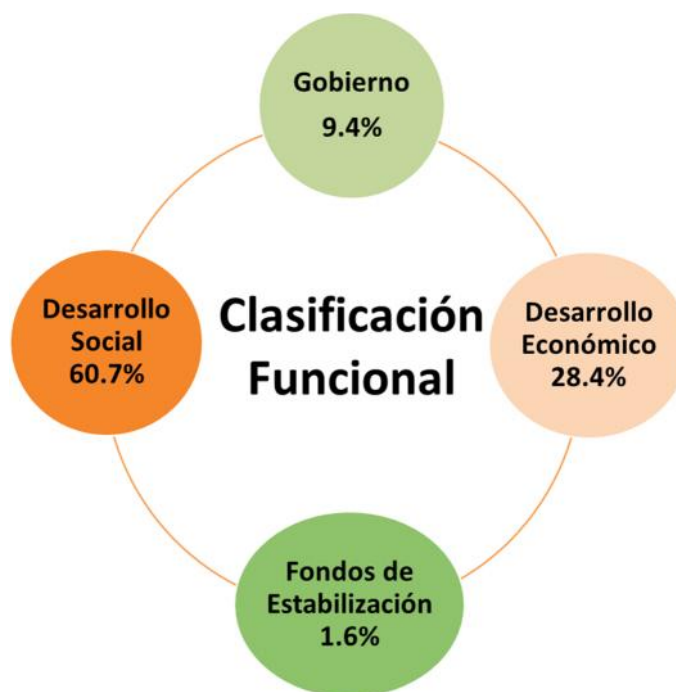 Gobierno
9.4%
Desarrollo
Social
60.7%
Clasificación
Funcional
Desarrollo
Económico
28.4%
Fondos de
Estabilización
1.6%